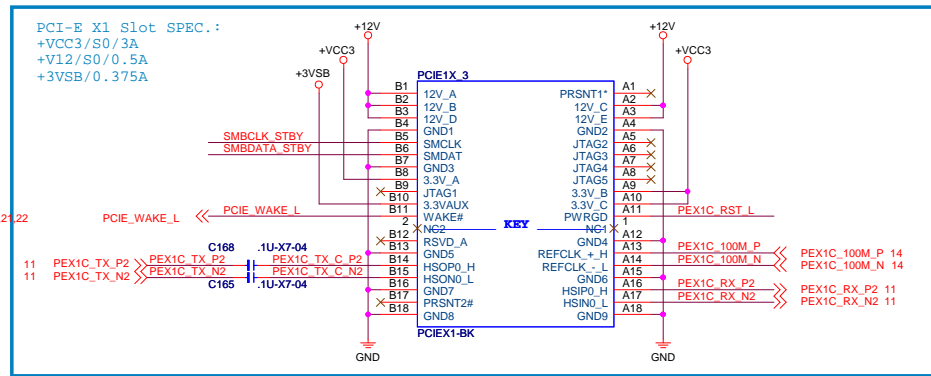 PCI-E X1 Slot SPEC.:
+VCC3/S0/3A
+V12/S0/0.5A
+3VSB/0.375A
+12V
+VCC3
+3VSB
+12V
+VCC3
PCIE1X_3
B1 12V_A PRSNT1* A1
B2 12V_B 12V_C A2
B3 12V_D 12V_E A3
B4 GND1 GND2 A4
SMBCLK_STBY B5 SMCLK JTAG2 A5
SMBDATA_STBY B6 SMDAT JTAG3 A6
B7 GND3 JTAG4 A7
B8 3.3V_A JTAG5 A8
B9 JTAG1 3.3V_B A9
B10 3.3VAUX 3.3V_C A10
21,22 PCIE_WAKE_L PCIE_WAKE_L B11 WAKE# PWRGD A11 PEX1C_RST_L
2 NC2 KEY NC1 1
B12 RSVD_A GND4 A12
B13 GND5 REFCLK_+_H A13 PEX1C_100M_P PEX1C_100M_P 14
11 PEX1C_TX_P2 PEX1C_TX_P2 C168 .1U-X7-04 PEX1C_TX_C_P2 B14 HSOP0_H REFCLK_-_L A14 PEX1C_100M_N PEX1C_100M_N 14
11 PEX1C_TX_N2 PEX1C_TX_N2 C165 .1U-X7-04 PEX1C_TX_C_N2 B15 HSON0_L GND6 A15
B16 GND7 HSIP0_H A16 PEX1C_RX_P2 PEX1C_RX_P2 11
B17 PRSNT2# HSIN0_L A17 PEX1C_RX_N2 PEX1C_RX_N2 11
B18 GND8 GND9 A18
PCIEX1-BK
GND
GND